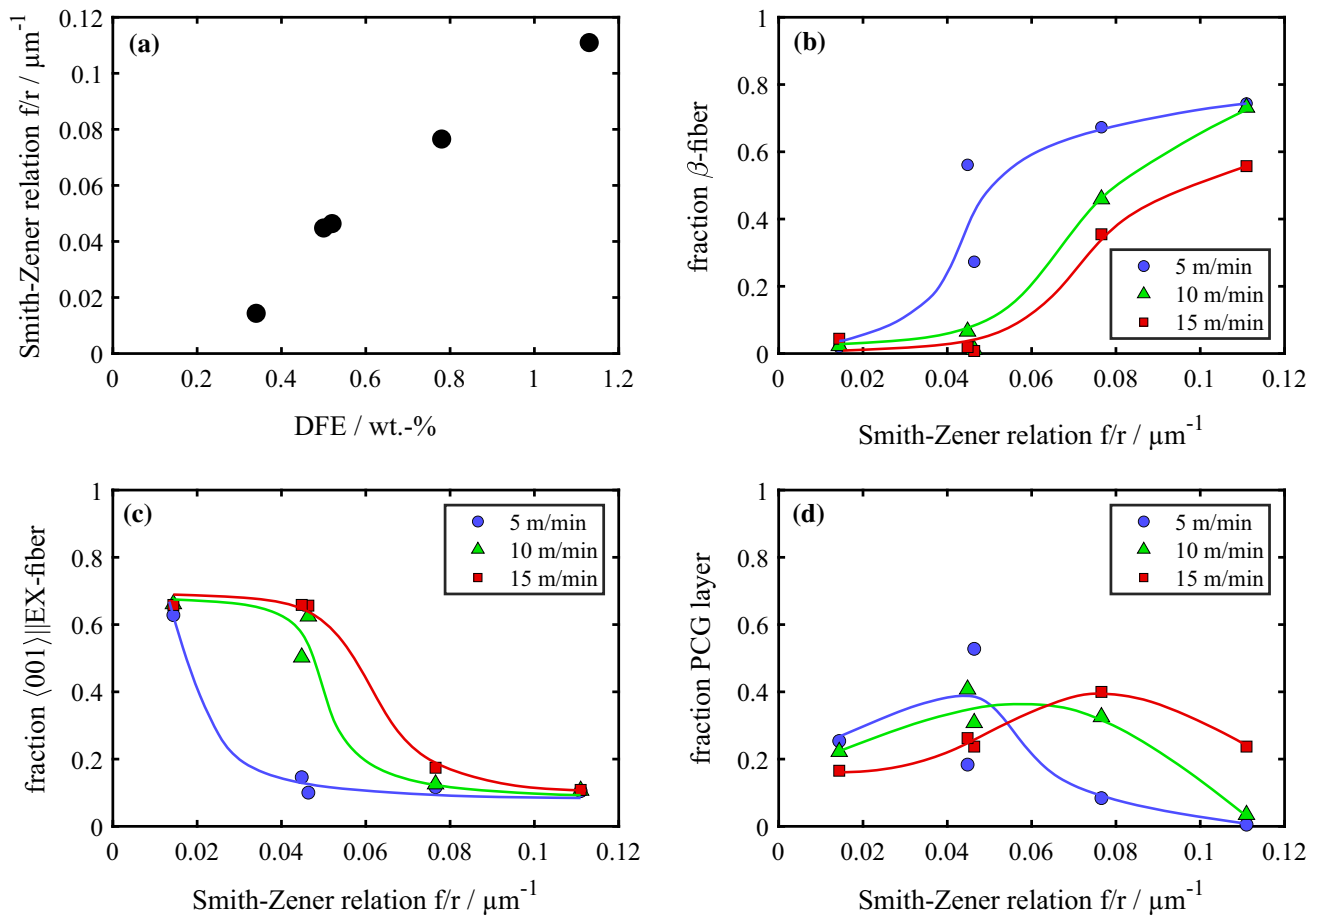 (a)
Smith-Zener relation f/r / μm⁻¹
0.12
0.1
0.08
0.06
0.04
0.02
0
0 0.2 0.4 0.6 0.8 1 1.2
DFE / wt.-%
(b)
fraction β-fiber
1
0.8
0.6
0.4
0.2
0
5 m/min
10 m/min
15 m/min
0 0.02 0.04 0.06 0.08 0.1 0.12
Smith-Zener relation f/r / μm⁻¹
(c)
fraction ⟨001⟩||EX-fiber
1
0.8
0.6
0.4
0.2
0
5 m/min
10 m/min
15 m/min
0 0.02 0.04 0.06 0.08 0.1 0.12
Smith-Zener relation f/r / μm⁻¹
(d)
fraction PCG layer
1
0.8
0.6
0.4
0.2
0
5 m/min
10 m/min
15 m/min
0 0.02 0.04 0.06 0.08 0.1 0.12
Smith-Zener relation f/r / μm⁻¹